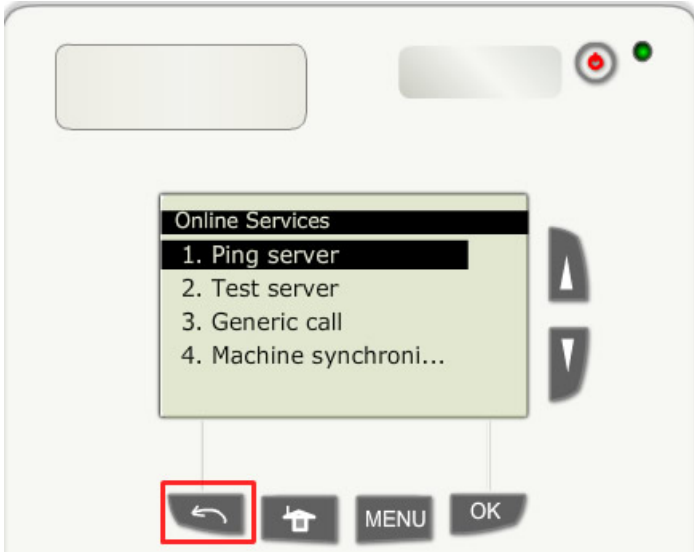 Online Services
1. Ping server
2. Test server
3. Generic call
4. Machine synchroni...
MENU
OK